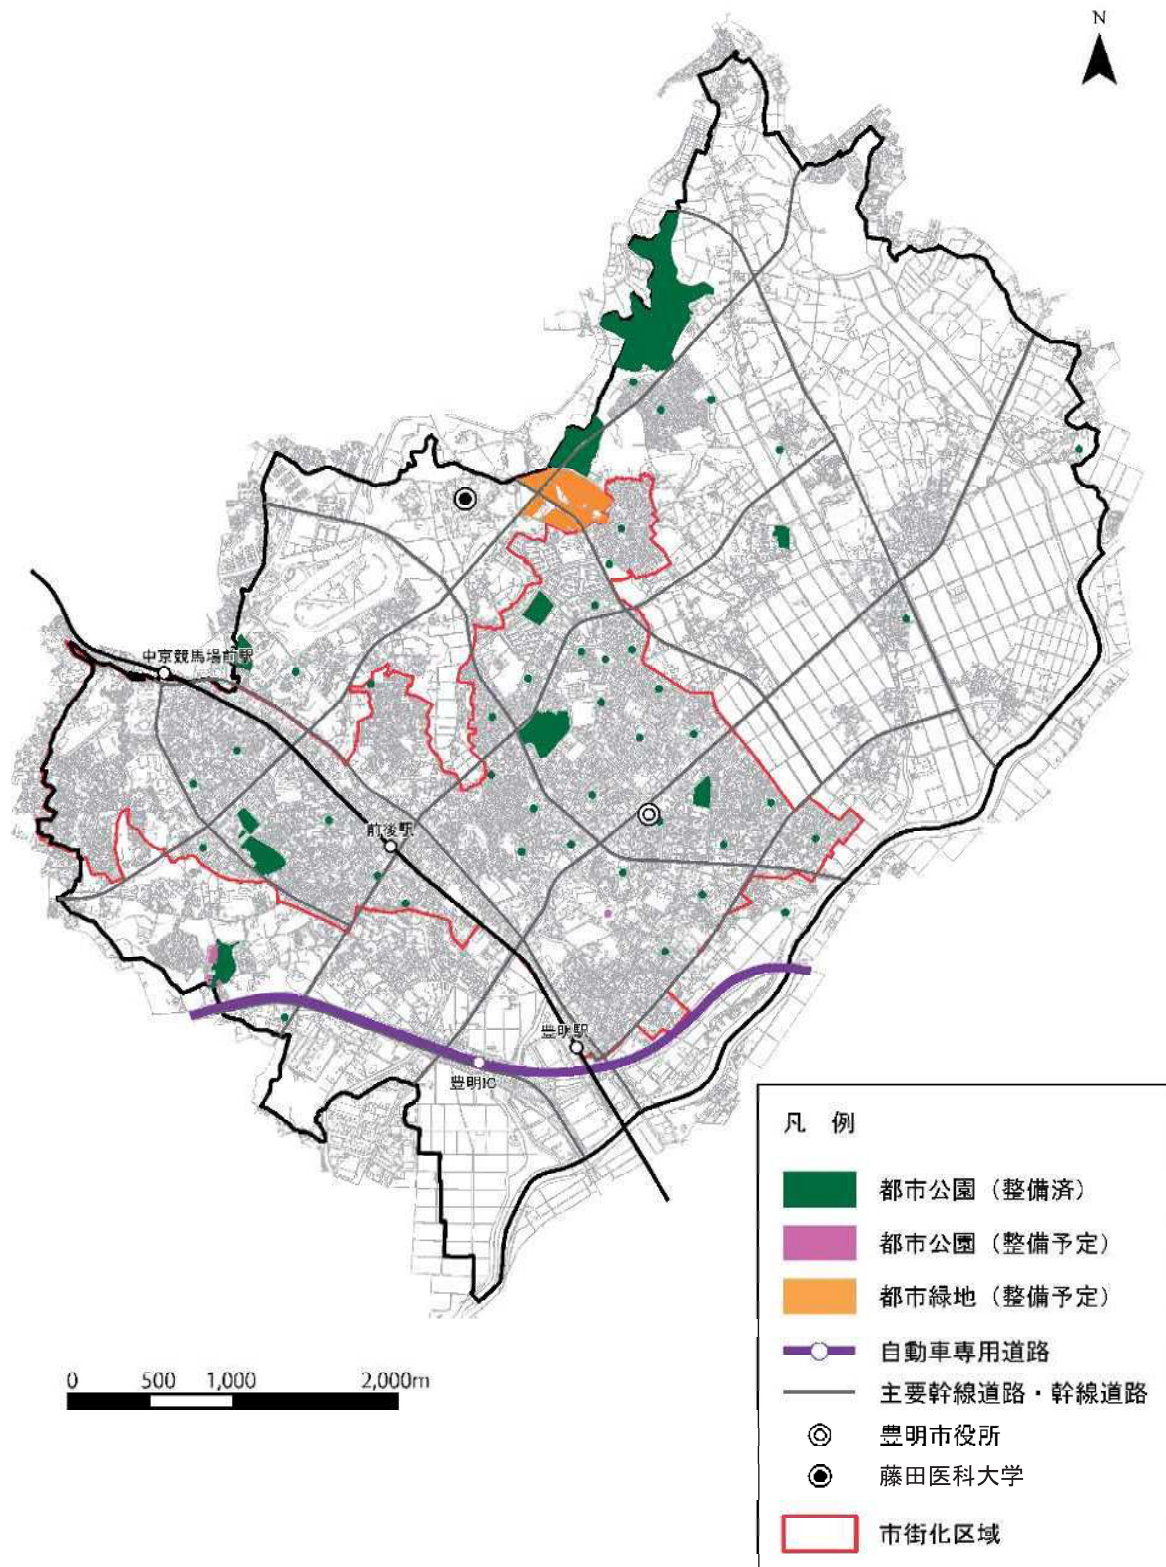 N
中京競馬場前駅
前後駅
豊明駅
豊明IC
0 500 1,000 2,000m
凡 例
都市公園（整備済）
都市公園（整備予定）
都市緑地（整備予定）
自動車専用道路
主要幹線道路・幹線道路
豊明市役所
藤田医科大学
市街化区域